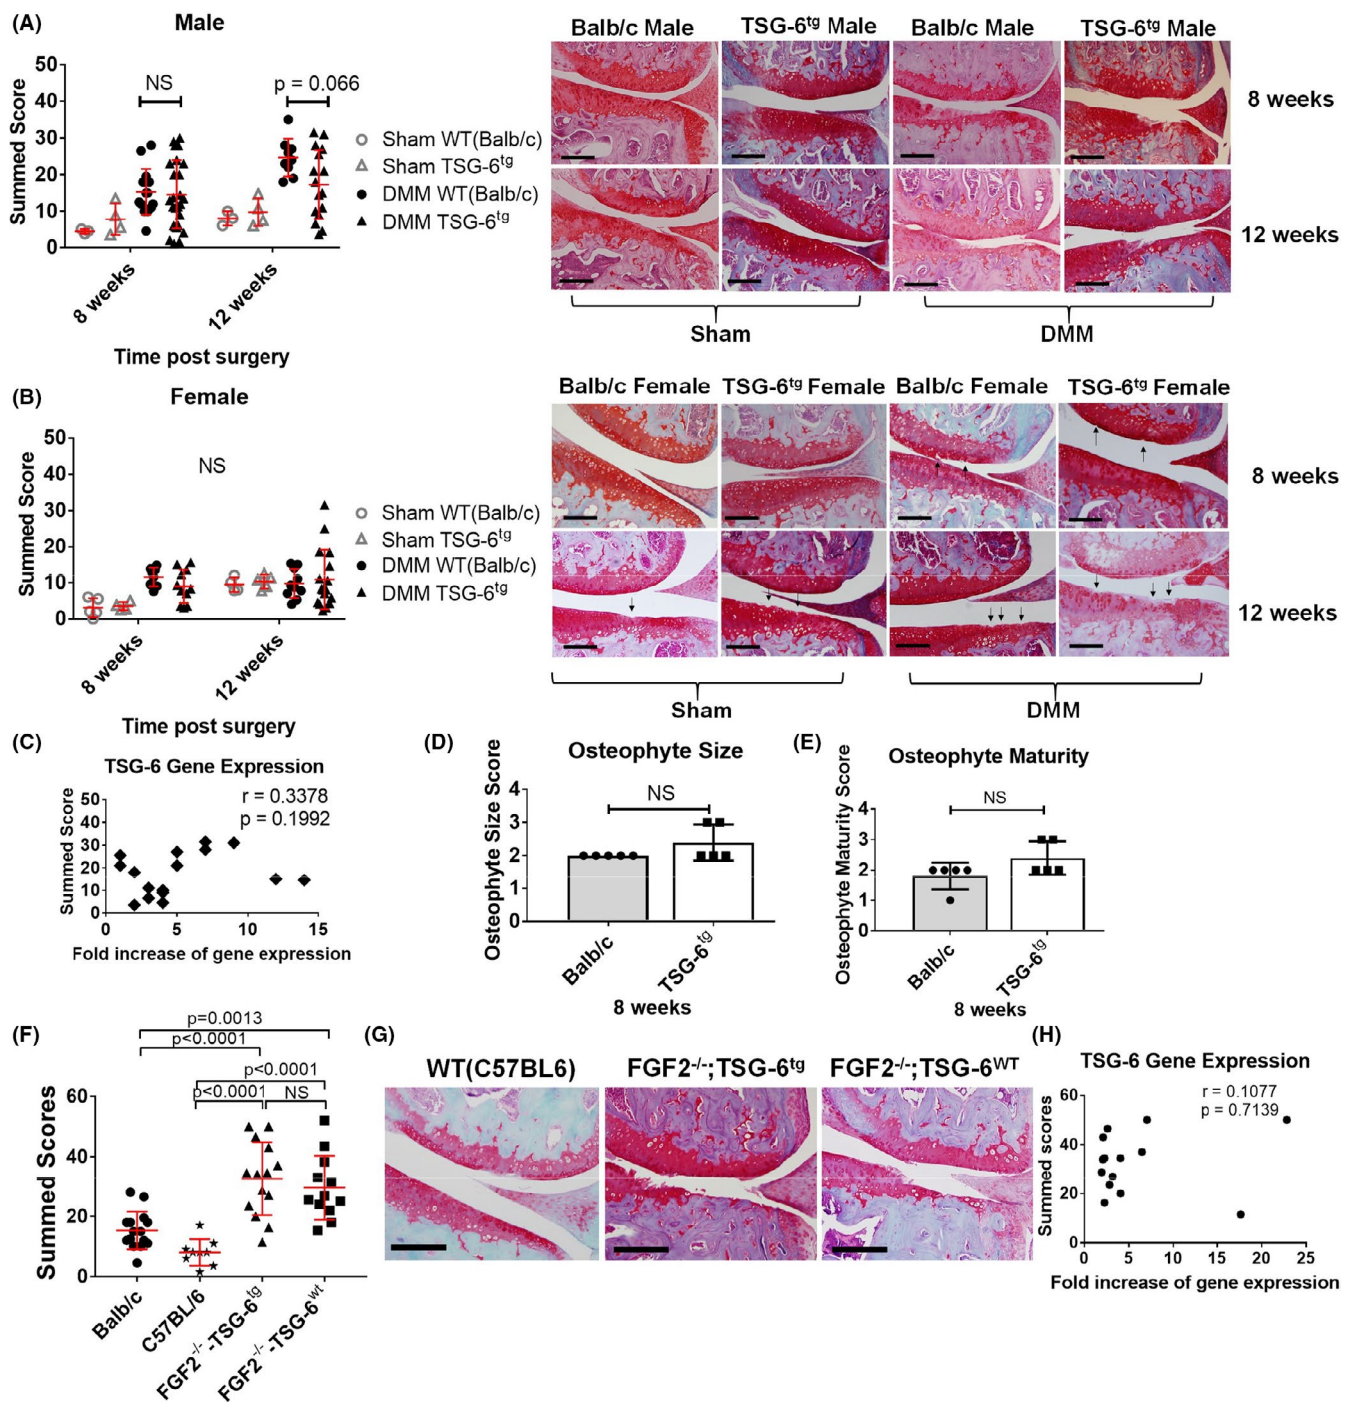 (A)
Male
50
40
30
20
10
0
Summed Score
NS
p = 0.066
Sham WT(Balb/c)
Sham TSG-6tg
DMM WT(Balb/c)
DMM TSG-6tg
8 weeks
12 weeks
Time post surgery
Balb/c Male
TSG-6tg Male
Balb/c Male
TSG-6tg Male
8 weeks
12 weeks
Sham
DMM
(B)
Female
50
40
30
20
10
0
Summed Score
NS
Sham WT(Balb/c)
Sham TSG-6tg
DMM WT(Balb/c)
DMM TSG-6tg
8 weeks
12 weeks
Time post surgery
Balb/c Female
TSG-6tg Female
Balb/c Female
TSG-6tg Female
8 weeks
12 weeks
Sham
DMM
(C)
TSG-6 Gene Expression
r = 0.3378
p = 0.1992
50
40
30
20
10
0
Summed Score
0
5
10
15
Fold increase of gene expression
(D)
Osteophyte Size
4
3
2
1
0
Osteophyte Size Score
NS
Balb/c
TSG-6tg
8 weeks
(E)
Osteophyte Maturity
4
3
2
1
0
Osteophyte Maturity Score
NS
Balb/c
TSG-6tg
8 weeks
(F)
p=0.0013
p<0.0001
p<0.0001
p<0.0001
NS
60
40
20
0
Summed Scores
Balb/c
C57BL/6
FGF2-/--TSG-6tg
FGF2-/--TSG-6wt
(G)
WT(C57BL6)
FGF2-/-;TSG-6tg
FGF2-/-;TSG-6WT
(H)
TSG-6 Gene Expression
r = 0.1077
p = 0.7139
60
40
20
0
Summed scores
0
5
10
15
20
25
Fold increase of gene expression